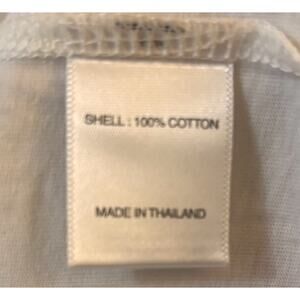 SHELL : 100% COTTON
MADE IN THAILAND